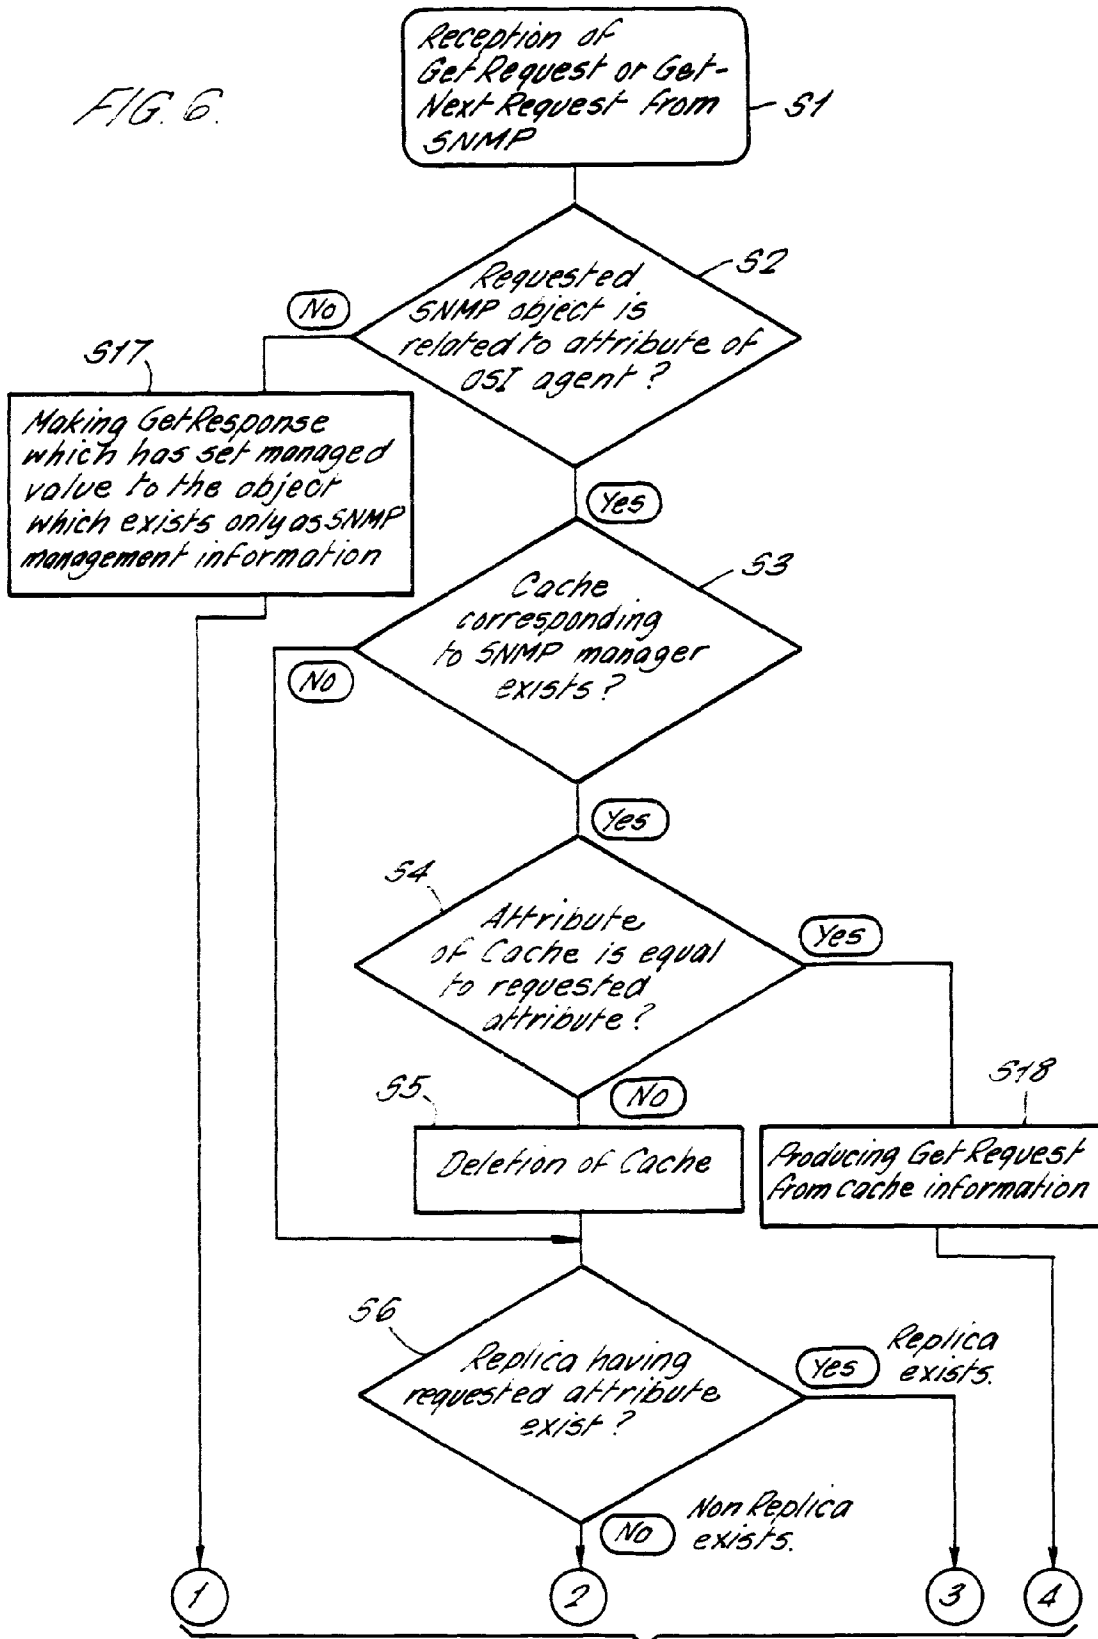 FIG. 6.
Reception of
Get Request or Get-
Next Request from
SNMP
S1
Requested
SNMP object is
related to attribute of
OSI agent?
S2
No
S17
Making GetResponse
which has set managed
value to the object
which exists only as SNMP
management information
Yes
Cache
corresponding
to SNMP manager
exists?
S3
No
Yes
S4
Attribute
of Cache is equal
to requested
attribute?
Yes
No
S5
Deletion of Cache
S18
Producing Get Request
from cache information
S6
Replica having
requested attribute
exist?
Yes
Replica
exists.
No
Non Replica
exists.
1
2
3
4